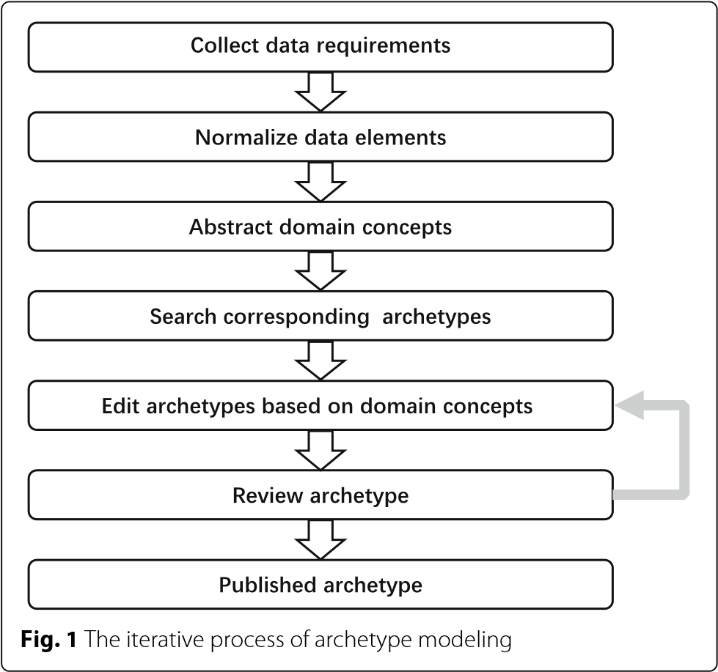 Collect data requirements
Normalize data elements
Abstract domain concepts
Search corresponding  archetypes
Edit archetypes based on domain concepts
Review archetype
Published archetype
Fig. 1 The iterative process of archetype modeling